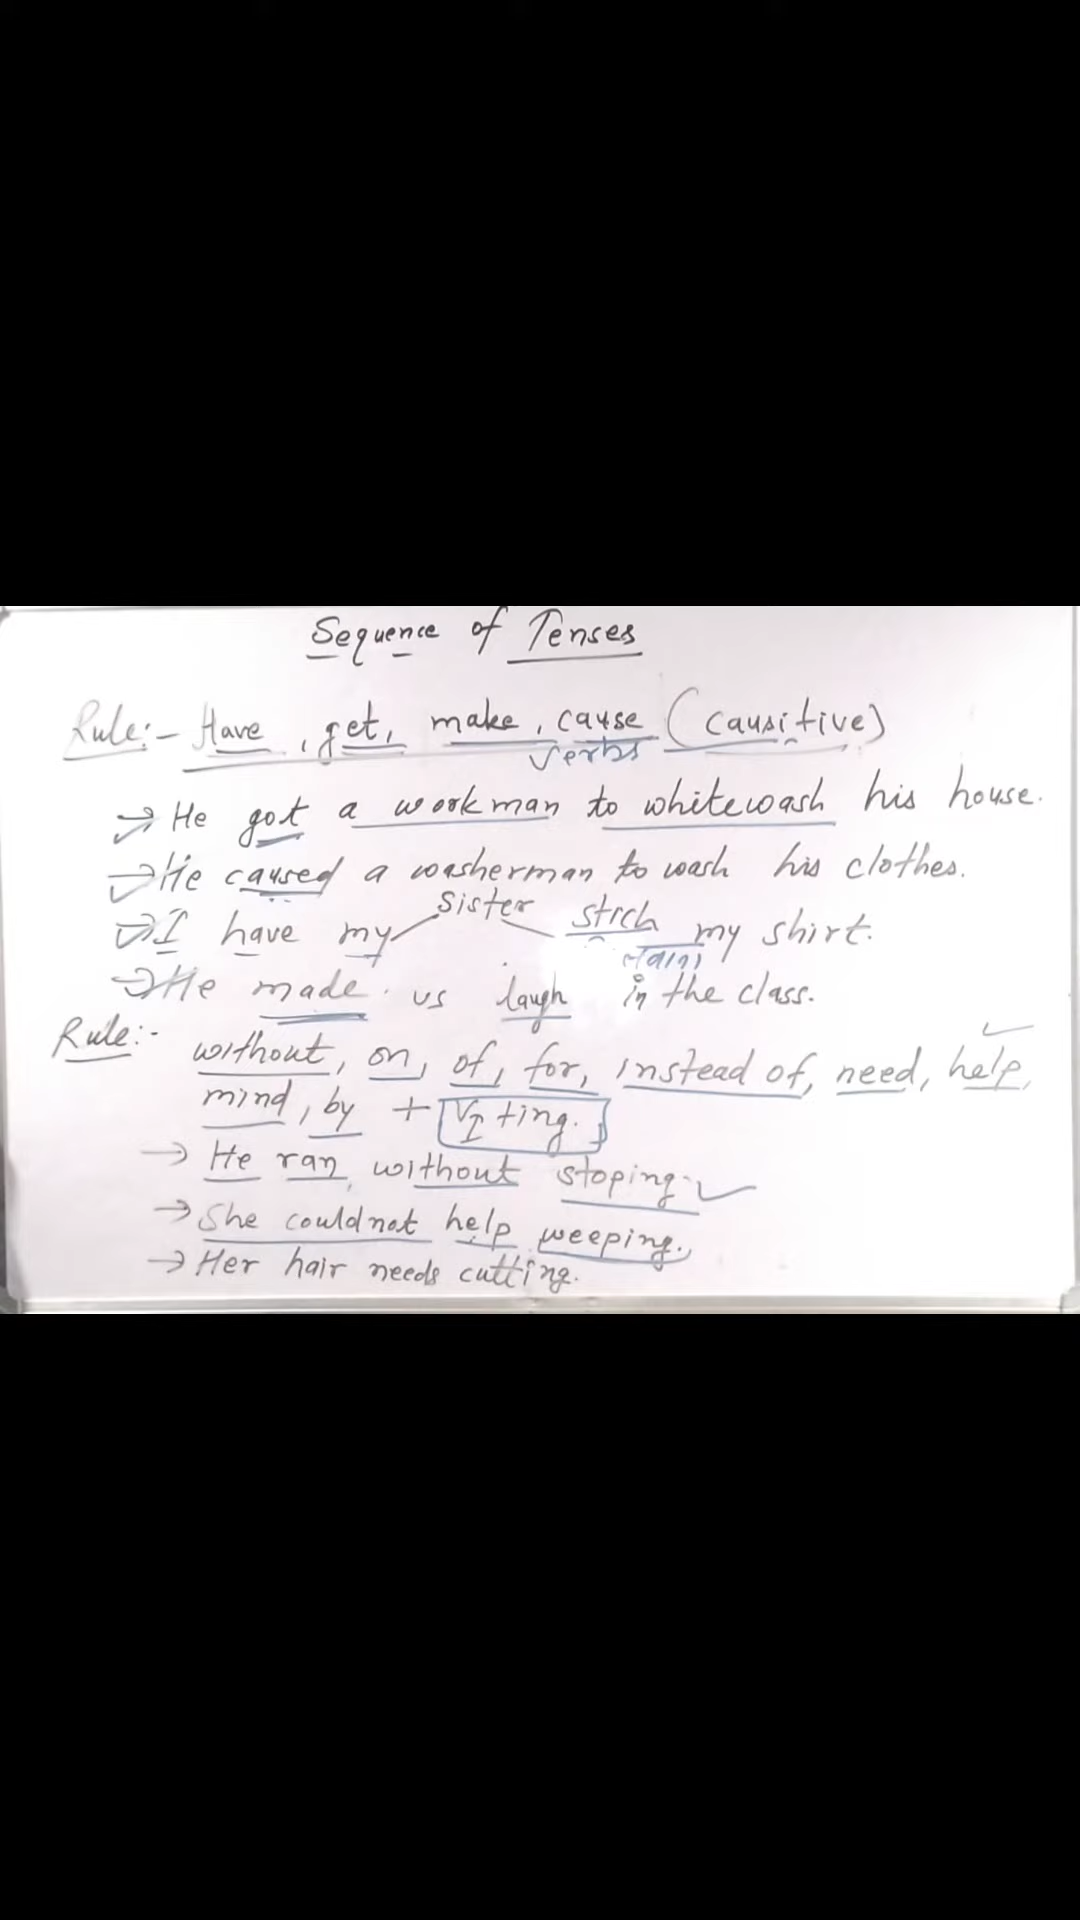 Sequence of Tenses
Rule:- Have, get, make, cause (causitive)
verbs
→ He got a workman to whitewash his house.
→ He caused a washerman to wash his clothes.
sister
→ I have my stich my shirt.
→ He made us laugh in the class.
Rule:- without, on, of, for, instead of, need, help,
mind, by + V1 + ing.
→ He ran without stoping.
→ She couldnot help weeping.
→ Her hair needs cutting.